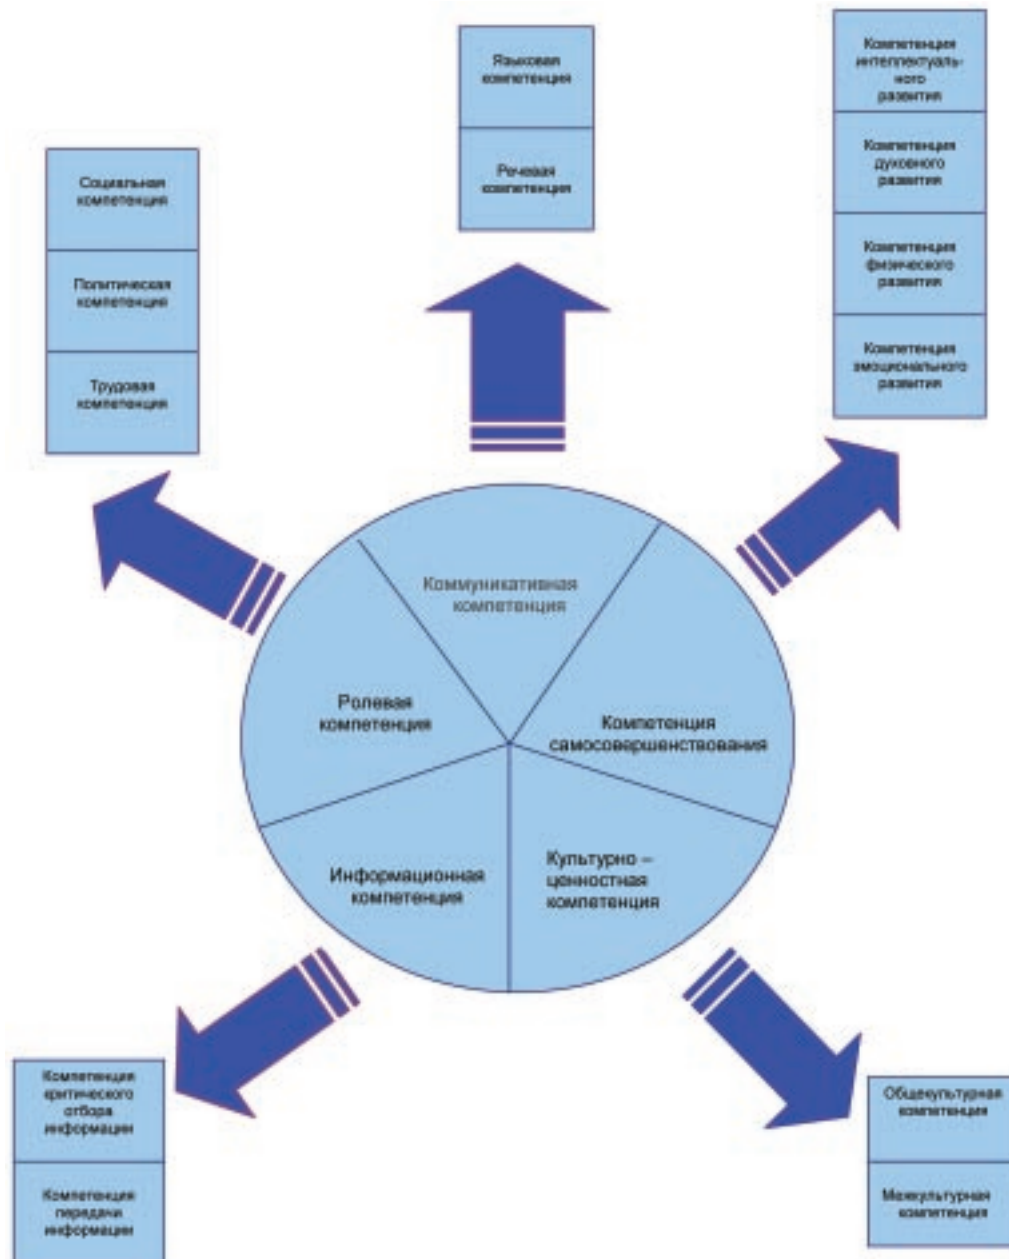 Языковая
компетенция
Речевая
компетенция
Компетенция
интеллектуаль-
ного
развития
Компетенция
духовного
развития
Компетенция
физического
развития
Компетенция
эмоционального
развития
Социальная
компетенция
Политическая
компетенция
Трудовая
компетенция
Коммуникативная
компетенция
Ролевая
компетенция
Компетенция
самосовершенствования
Информационная
компетенция
Культурно –
ценностная
компетенция
Компетенция
критического
отбора
информации
Компетенция
передачи
информации
Общекультурная
компетенция
Межкультурная
компетенция